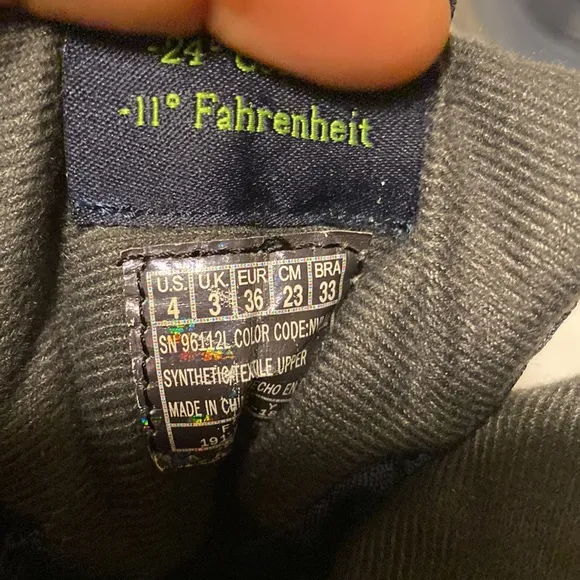 -24°
-11° Fahrenheit
U.S. U.K. EUR CM BRA
4 3 36 23 33
SN 96112L COLOR CODE:
SYNTHETIC/TEXTILE UPPER
MADE IN